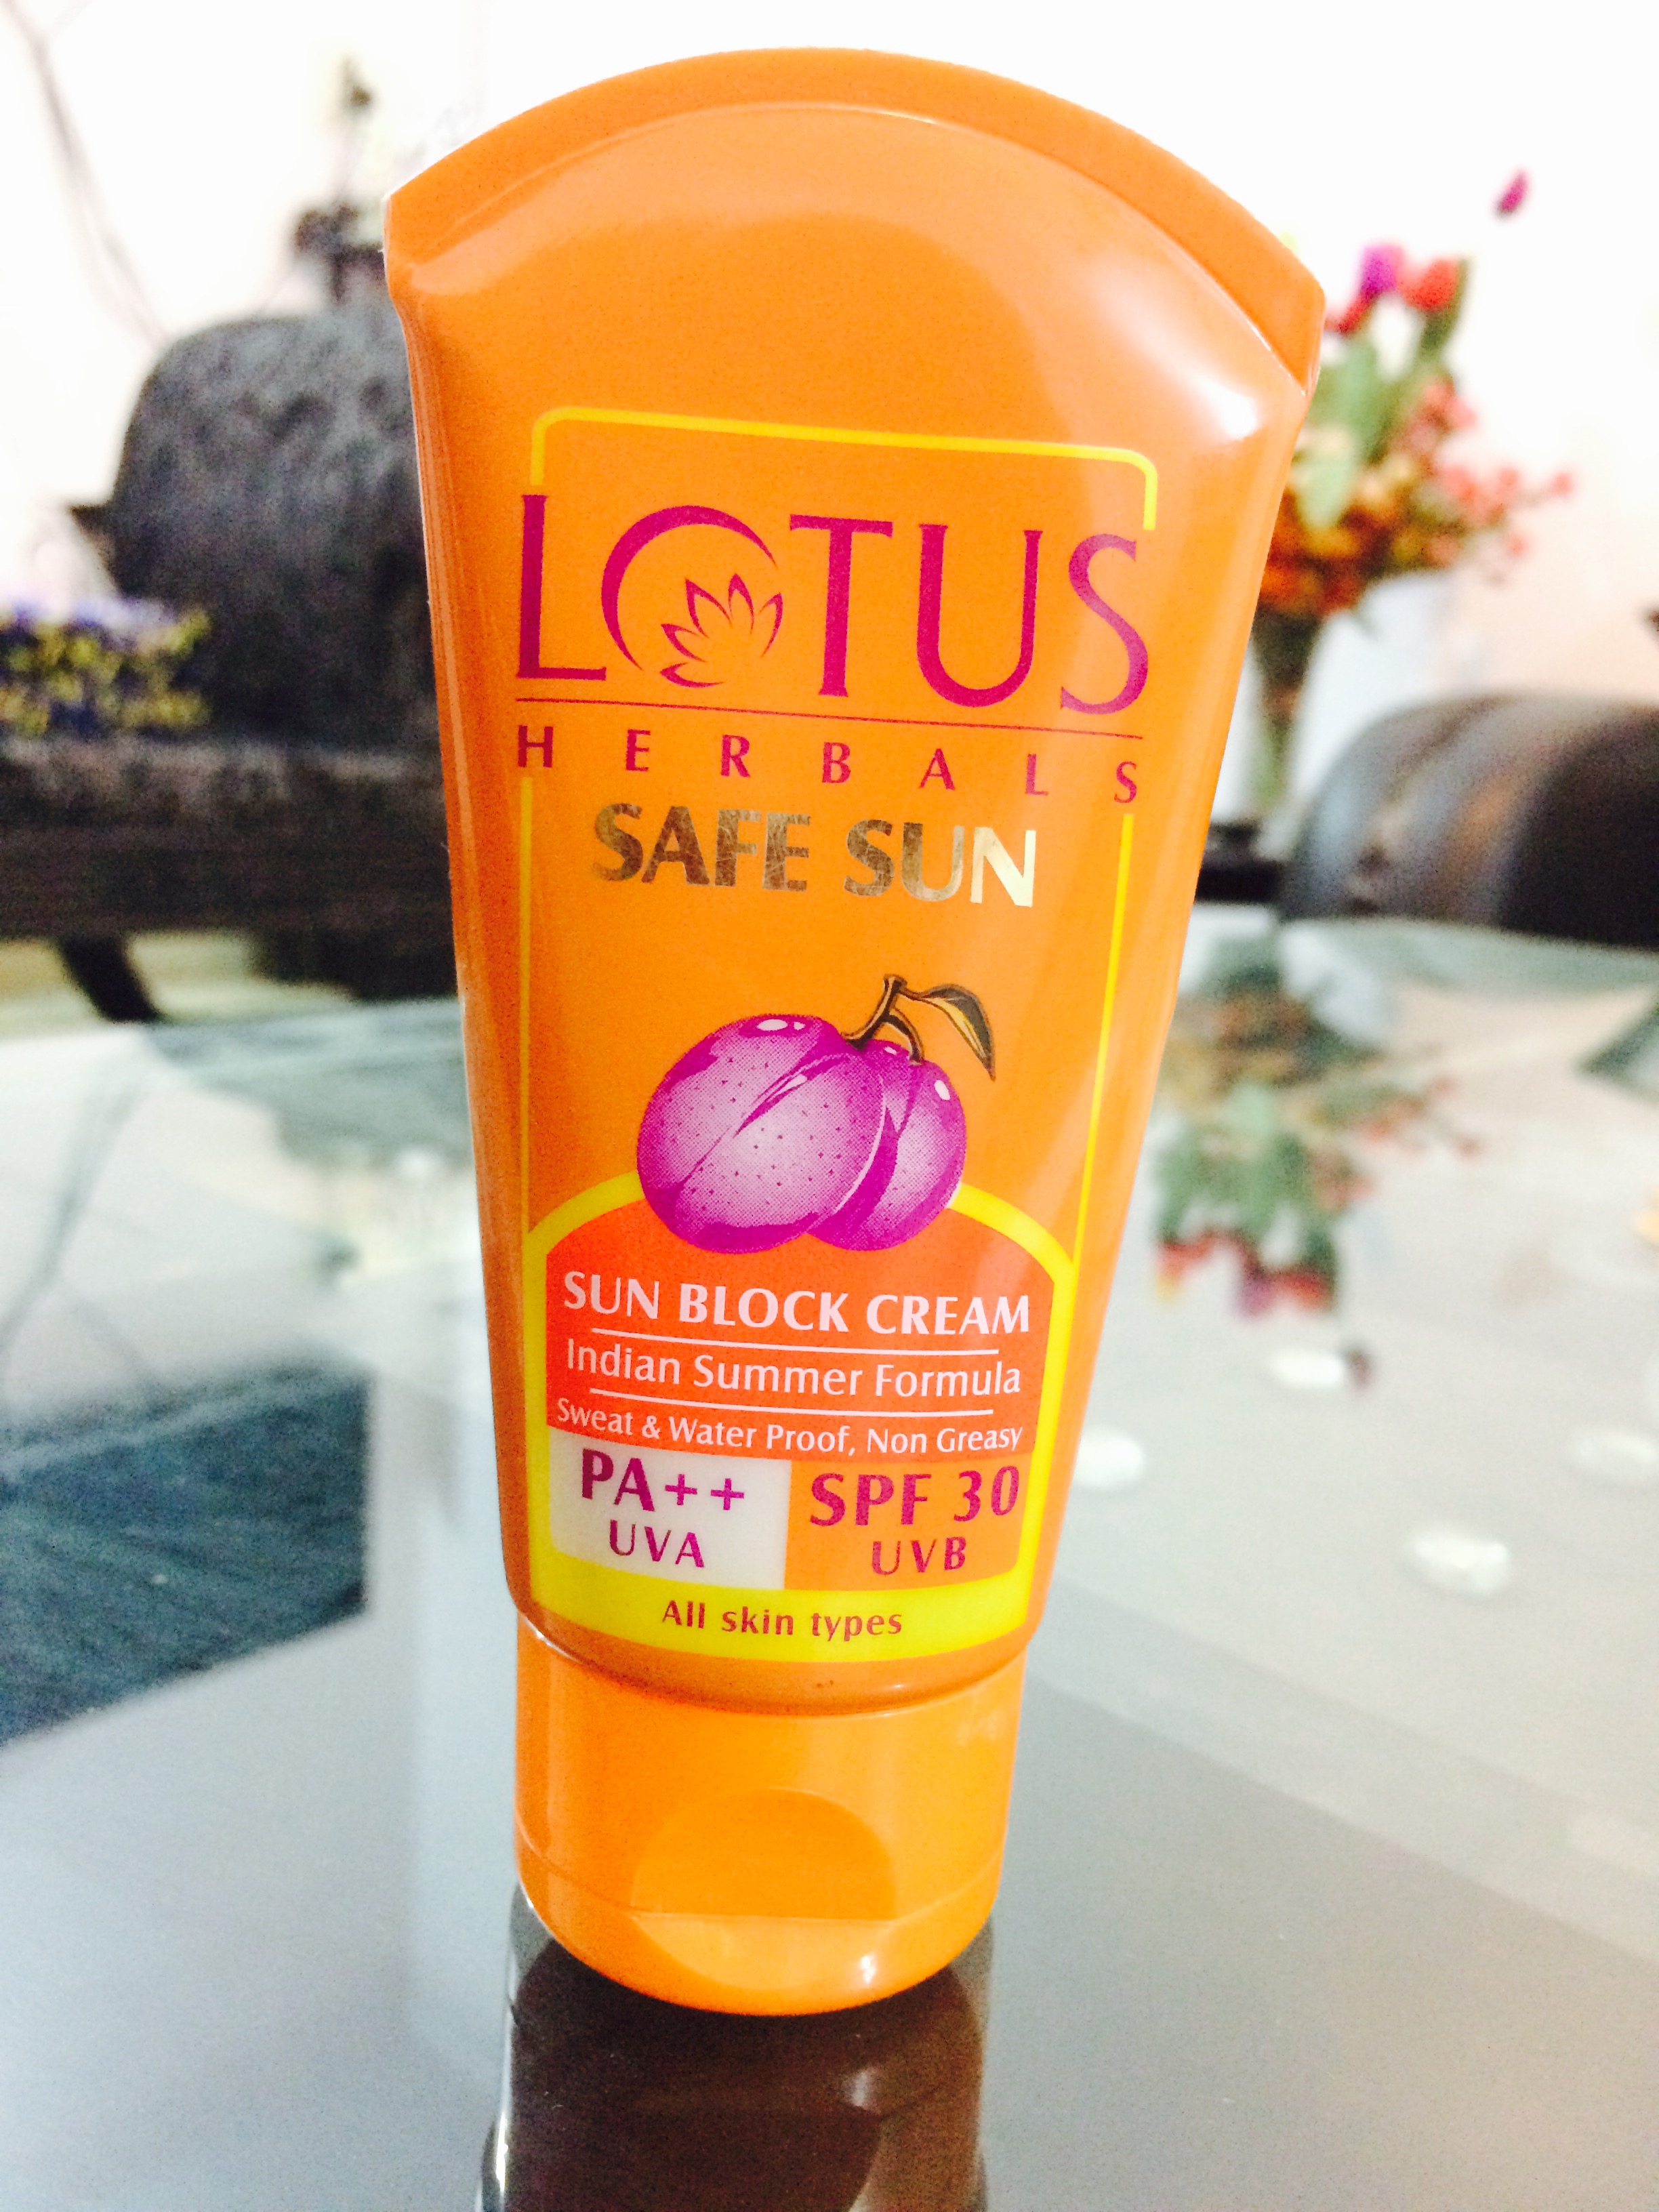 LOTUS
HERBALS
SAFE SUN
SUN BLOCK CREAM
Indian Summer Formula
Sweat & Water Proof, Non Greasy
PA++ SPF 30
UVA UVB
All skin types